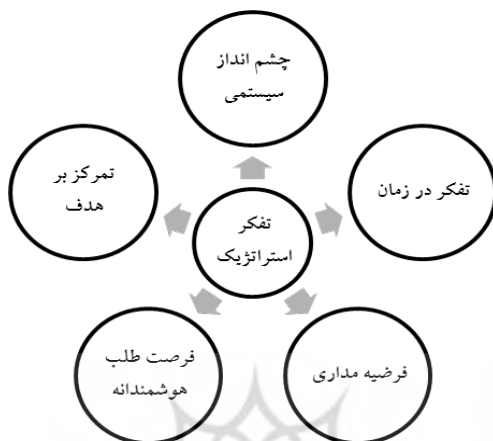 چشم انداز
سیستمی
تفکر در زمان
تمرکز بر
هدف
تفکر
استراتژیک
فرضیه مداری
فرصت طلب
هوشمندانه